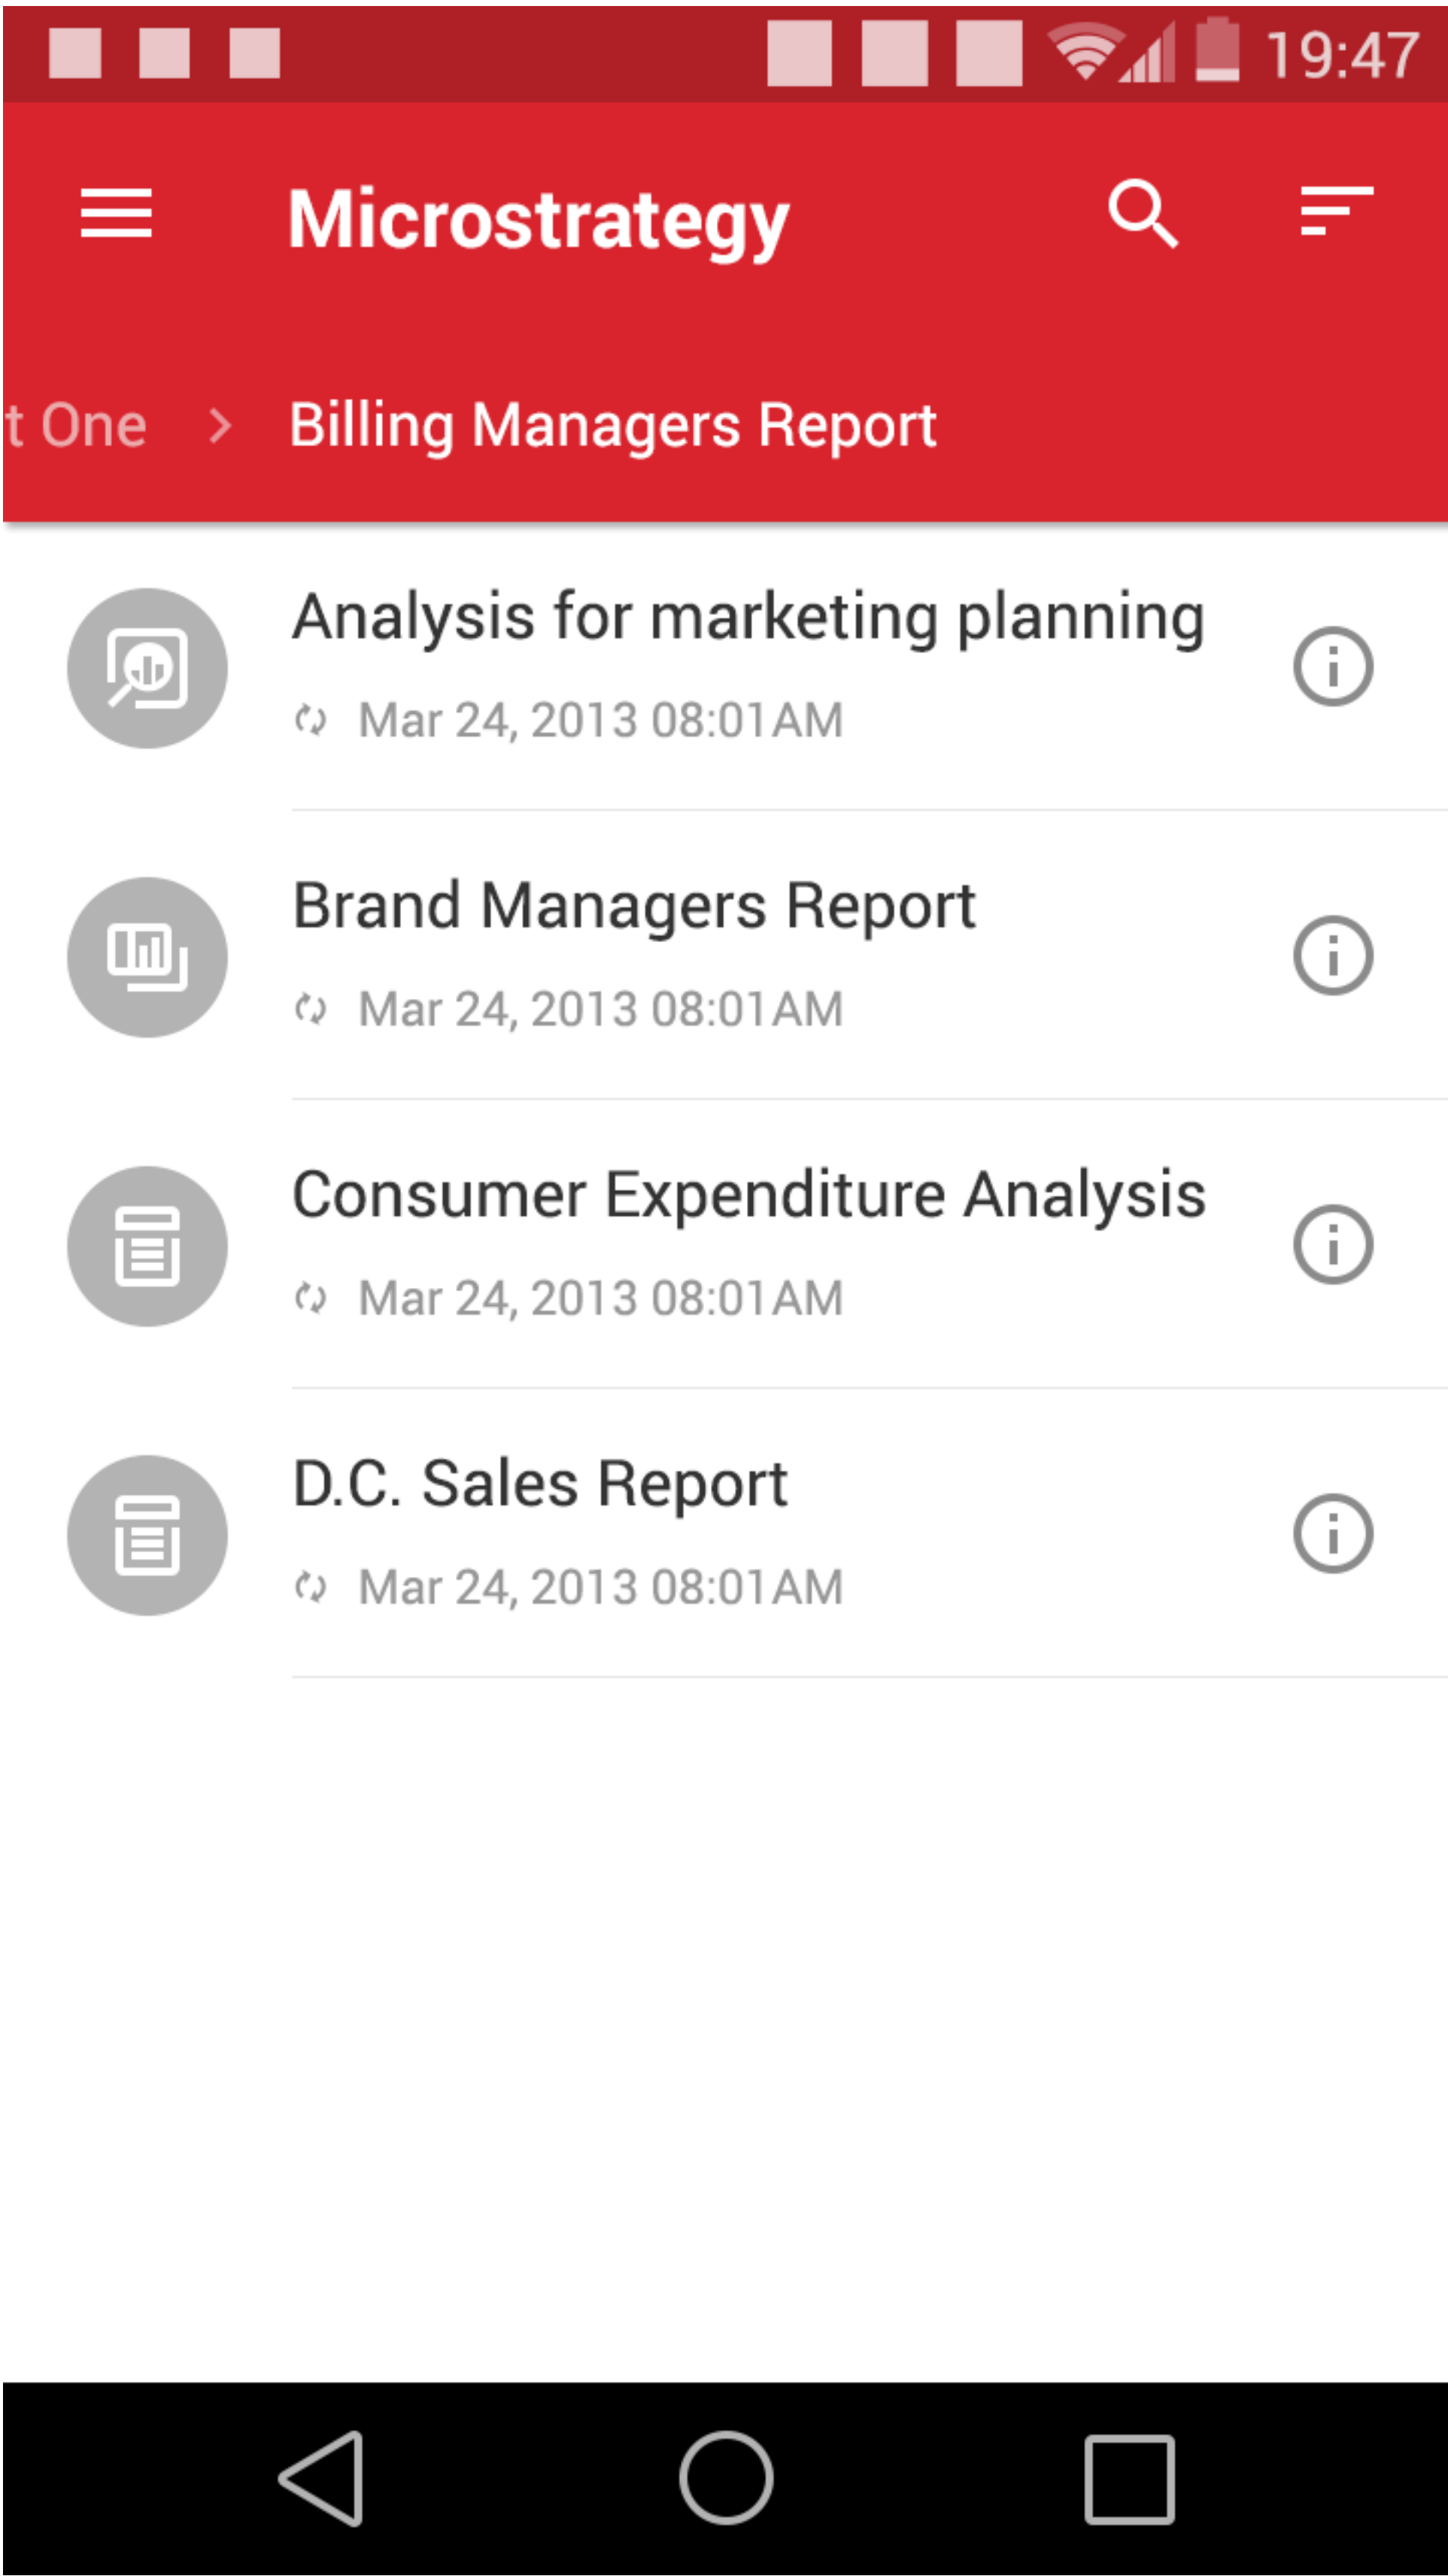 19:47
Microstrategy
t One > Billing Managers Report
Analysis for marketing planning
Mar 24, 2013 08:01AM
Brand Managers Report
Mar 24, 2013 08:01AM
Consumer Expenditure Analysis
Mar 24, 2013 08:01AM
D.C. Sales Report
Mar 24, 2013 08:01AM